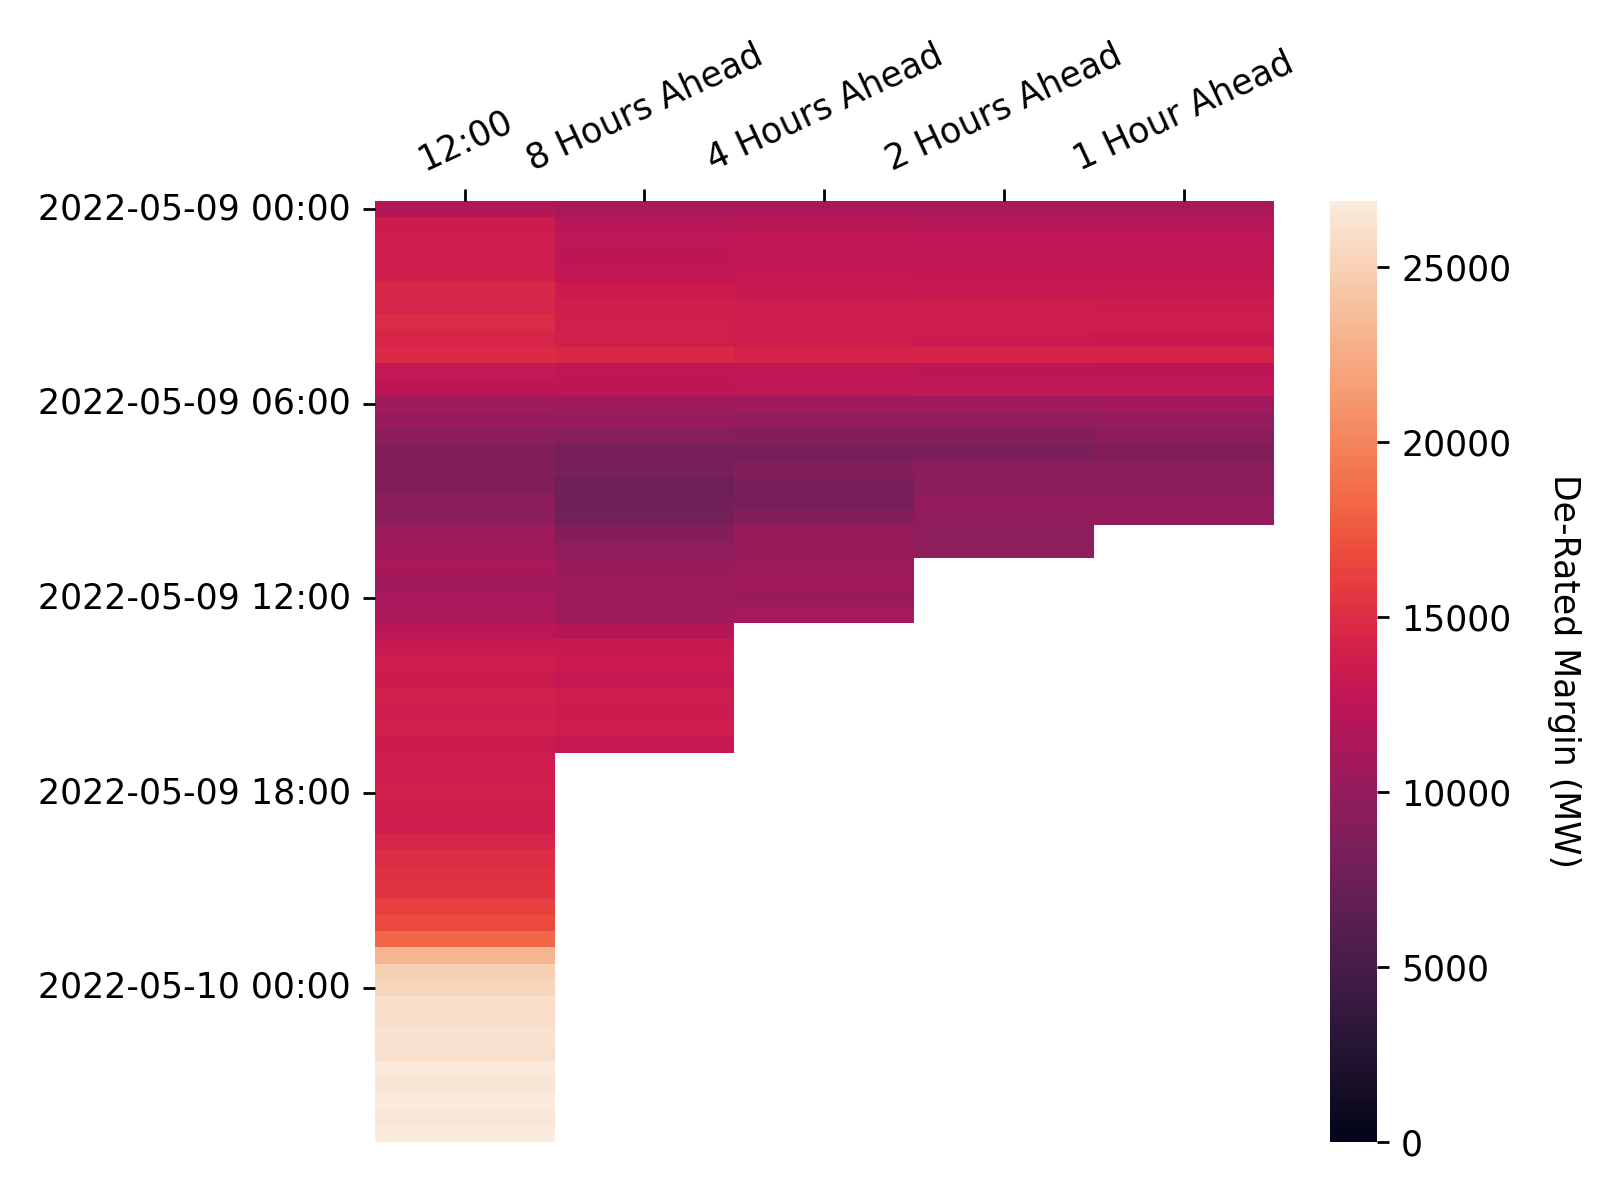 12:00
8 Hours Ahead
4 Hours Ahead
2 Hours Ahead
1 Hour Ahead
2022-05-09 00:00
2022-05-09 06:00
2022-05-09 12:00
2022-05-09 18:00
2022-05-10 00:00
25000
20000
15000
10000
5000
0
De-Rated Margin (MW)